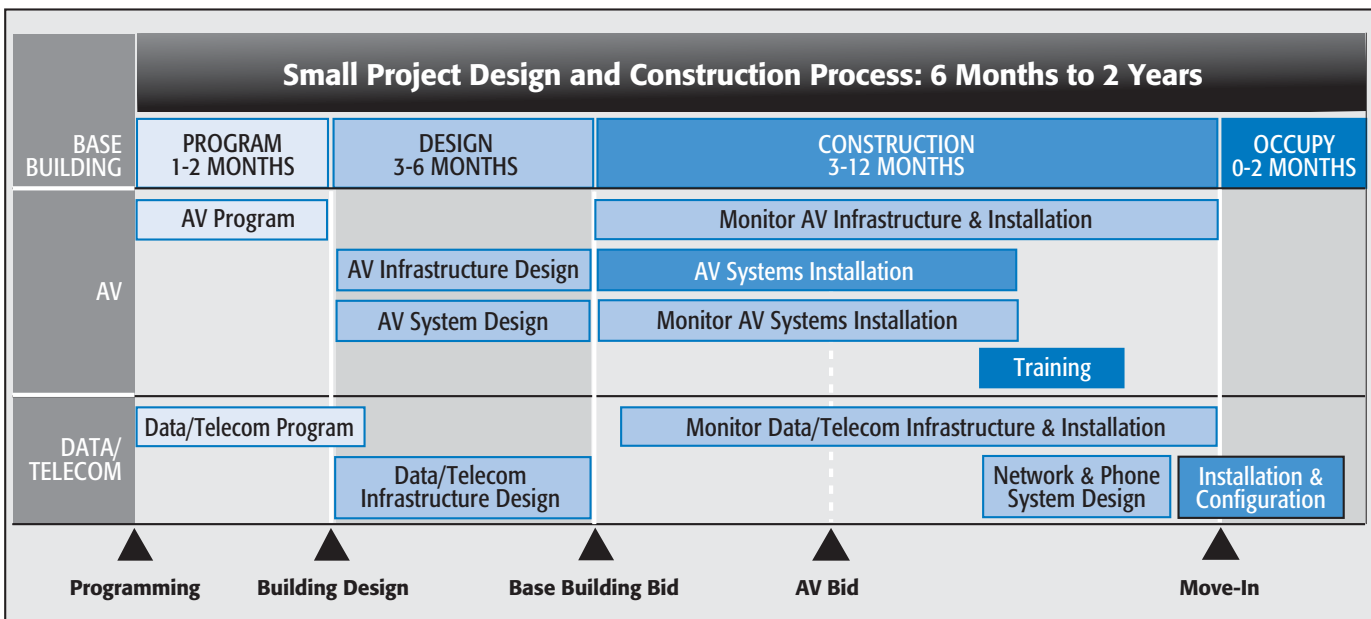 Small Project Design and Construction Process: 6 Months to 2 Years
BASE
BUILDING
PROGRAM
1-2 MONTHS
DESIGN
3-6 MONTHS
CONSTRUCTION
3-12 MONTHS
OCCUPY
0-2 MONTHS
AV
AV Program
Monitor AV Infrastructure & Installation
AV Infrastructure Design
AV Systems Installation
AV System Design
Monitor AV Systems Installation
Training
DATA/
TELECOM
Data/Telecom Program
Monitor Data/Telecom Infrastructure & Installation
Data/Telecom
Infrastructure Design
Network & Phone
System Design
Installation &
Configuration
Programming
Building Design
Base Building Bid
AV Bid
Move-In